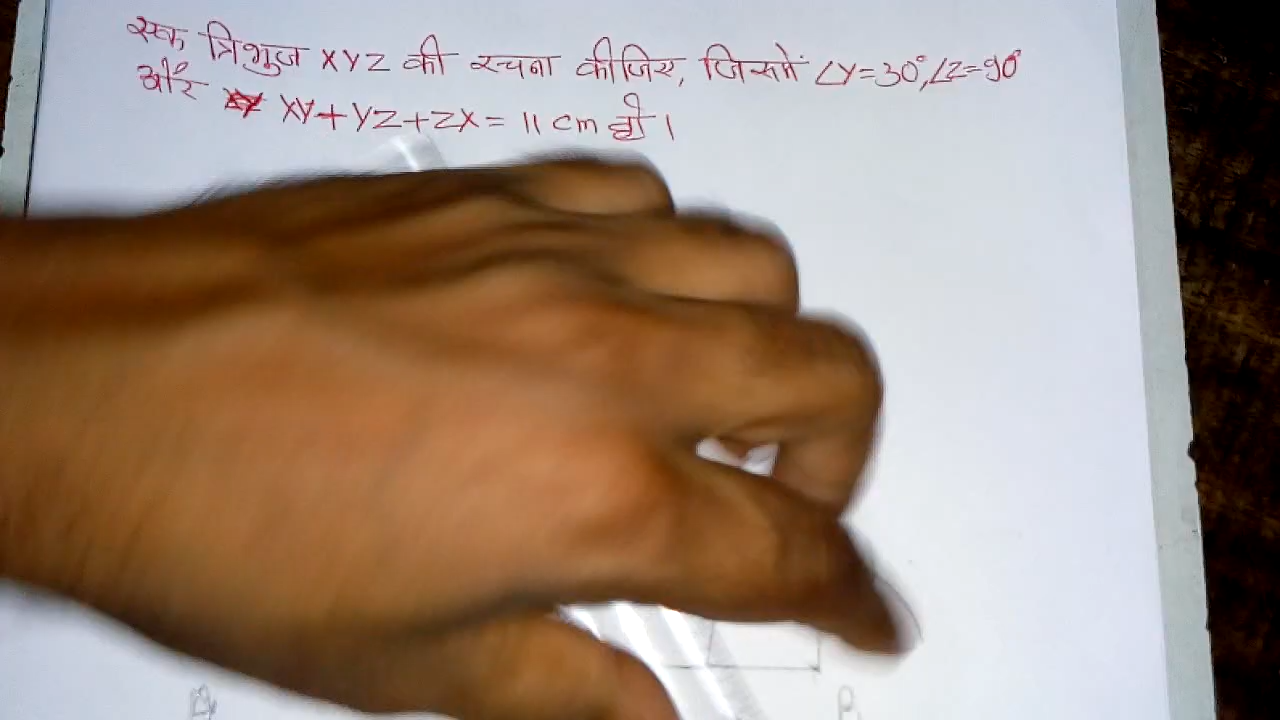 एक त्रिभुज XYZ की रचना कीजिए, जिसमें ∠Y=30°,∠Z=90°
और XY+YZ+ZX= 11 cm हो।